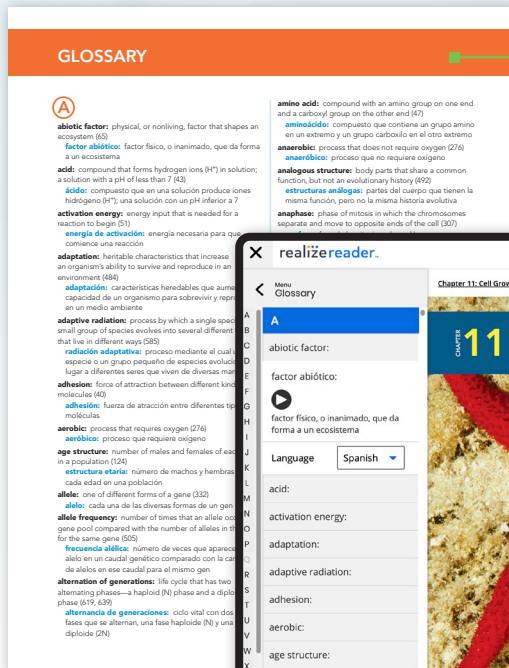 GLOSSARY
A
abiotic factor: physical, or nonliving, factor that shapes an
ecosystem (65)
factor abiótico: factor físico, o inanimado, que da forma
a un ecosistema
acid: compound that forms hydrogen ions (H⁺) in solution;
a solution with a pH of less than 7 (43)
ácido: compuesto que en una solución produce iones
hidrógeno (H⁺); una solución con un pH inferior a 7
activation energy: energy input that is needed for a
reaction to begin (51)
energía de activación: energía necesaria para que
comience una reacción
adaptation: heritable characteristics that increase
an organism's ability to survive and reproduce in an
environment (484)
adaptación: características heredables que aume
capacidad de un organismo para sobrevivir y repro
en un medio ambiente
adaptive radiation: process by which a single spec
small group of species evolves into several different
that live in different ways (585)
radiación adaptativa: proceso mediante el cual u
especie o un grupo pequeño de especies evolucio
lugar a diferentes seres que viven de diversas man
adhesion: force of attraction between different kind
molecules (40)
adhesión: fuerza de atracción entre diferentes tip
moléculas
aerobic: process that requires oxygen (276)
aeróbico: proceso que requiere oxígeno
age structure: number of males and females of eac
in a population (124)
estructura etaria: número de machos y hembras
cada edad en una población
allele: one of different forms of a gene (332)
alelo: cada una de las diversas formas de un gen
allele frequency: number of times that an allele occ
gene pool compared with the number of alleles in th
for the same gene (505)
frecuencia alélica: número de veces que aparece
alelo en un caudal genético comparado con la can
de alelos en ese caudal para el mismo gen
alternation of generations: life cycle that has two
alternating phases—a haploid (N) phase and a diplo
phase (619, 639)
alternancia de generaciones: ciclo vital con dos
fases que se alternan, una fase haploide (N) y una
diploide (2N)
amino acid: compound with an amino group on one end
and a carboxyl group on the other end (47)
aminoácido: compuesto que contiene un grupo amino
en un extremo y un grupo carboxilo en el otro extremo
anaerobic: process that does not require oxygen (276)
anaeróbico: proceso que no requiere oxígeno
analogous structure: body parts that share a common
function, but not an evolutionary history (492)
estructuras análogas: partes del cuerpo que tienen la
misma función, pero no la misma historia evolutiva
anaphase: phase of mitosis in which the chromosomes
separate and move to opposite ends of the cell (307)
realizereader.
Menu
Glossary
A
B
C
D
E
F
G
H
I
J
K
L
M
N
O
P
Q
R
S
T
U
V
W
X
A
abiotic factor:
factor abiótico:
factor físico, o inanimado, que da
forma a un ecosistema
Language
Spanish
acid:
activation energy:
adaptation:
adaptive radiation:
adhesion:
aerobic:
age structure:
Chapter 11: Cell Grow
CHAPTER
11